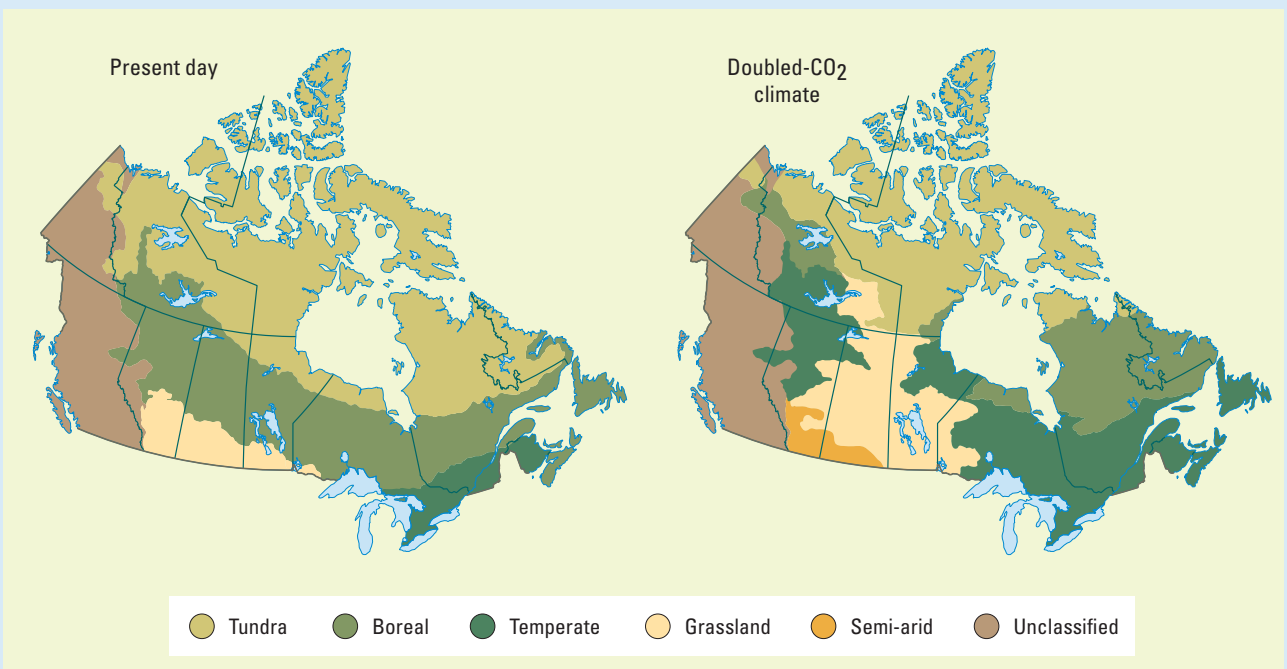 Present day
Doubled-CO₂
climate
Tundra
Boreal
Temperate
Grassland
Semi-arid
Unclassified